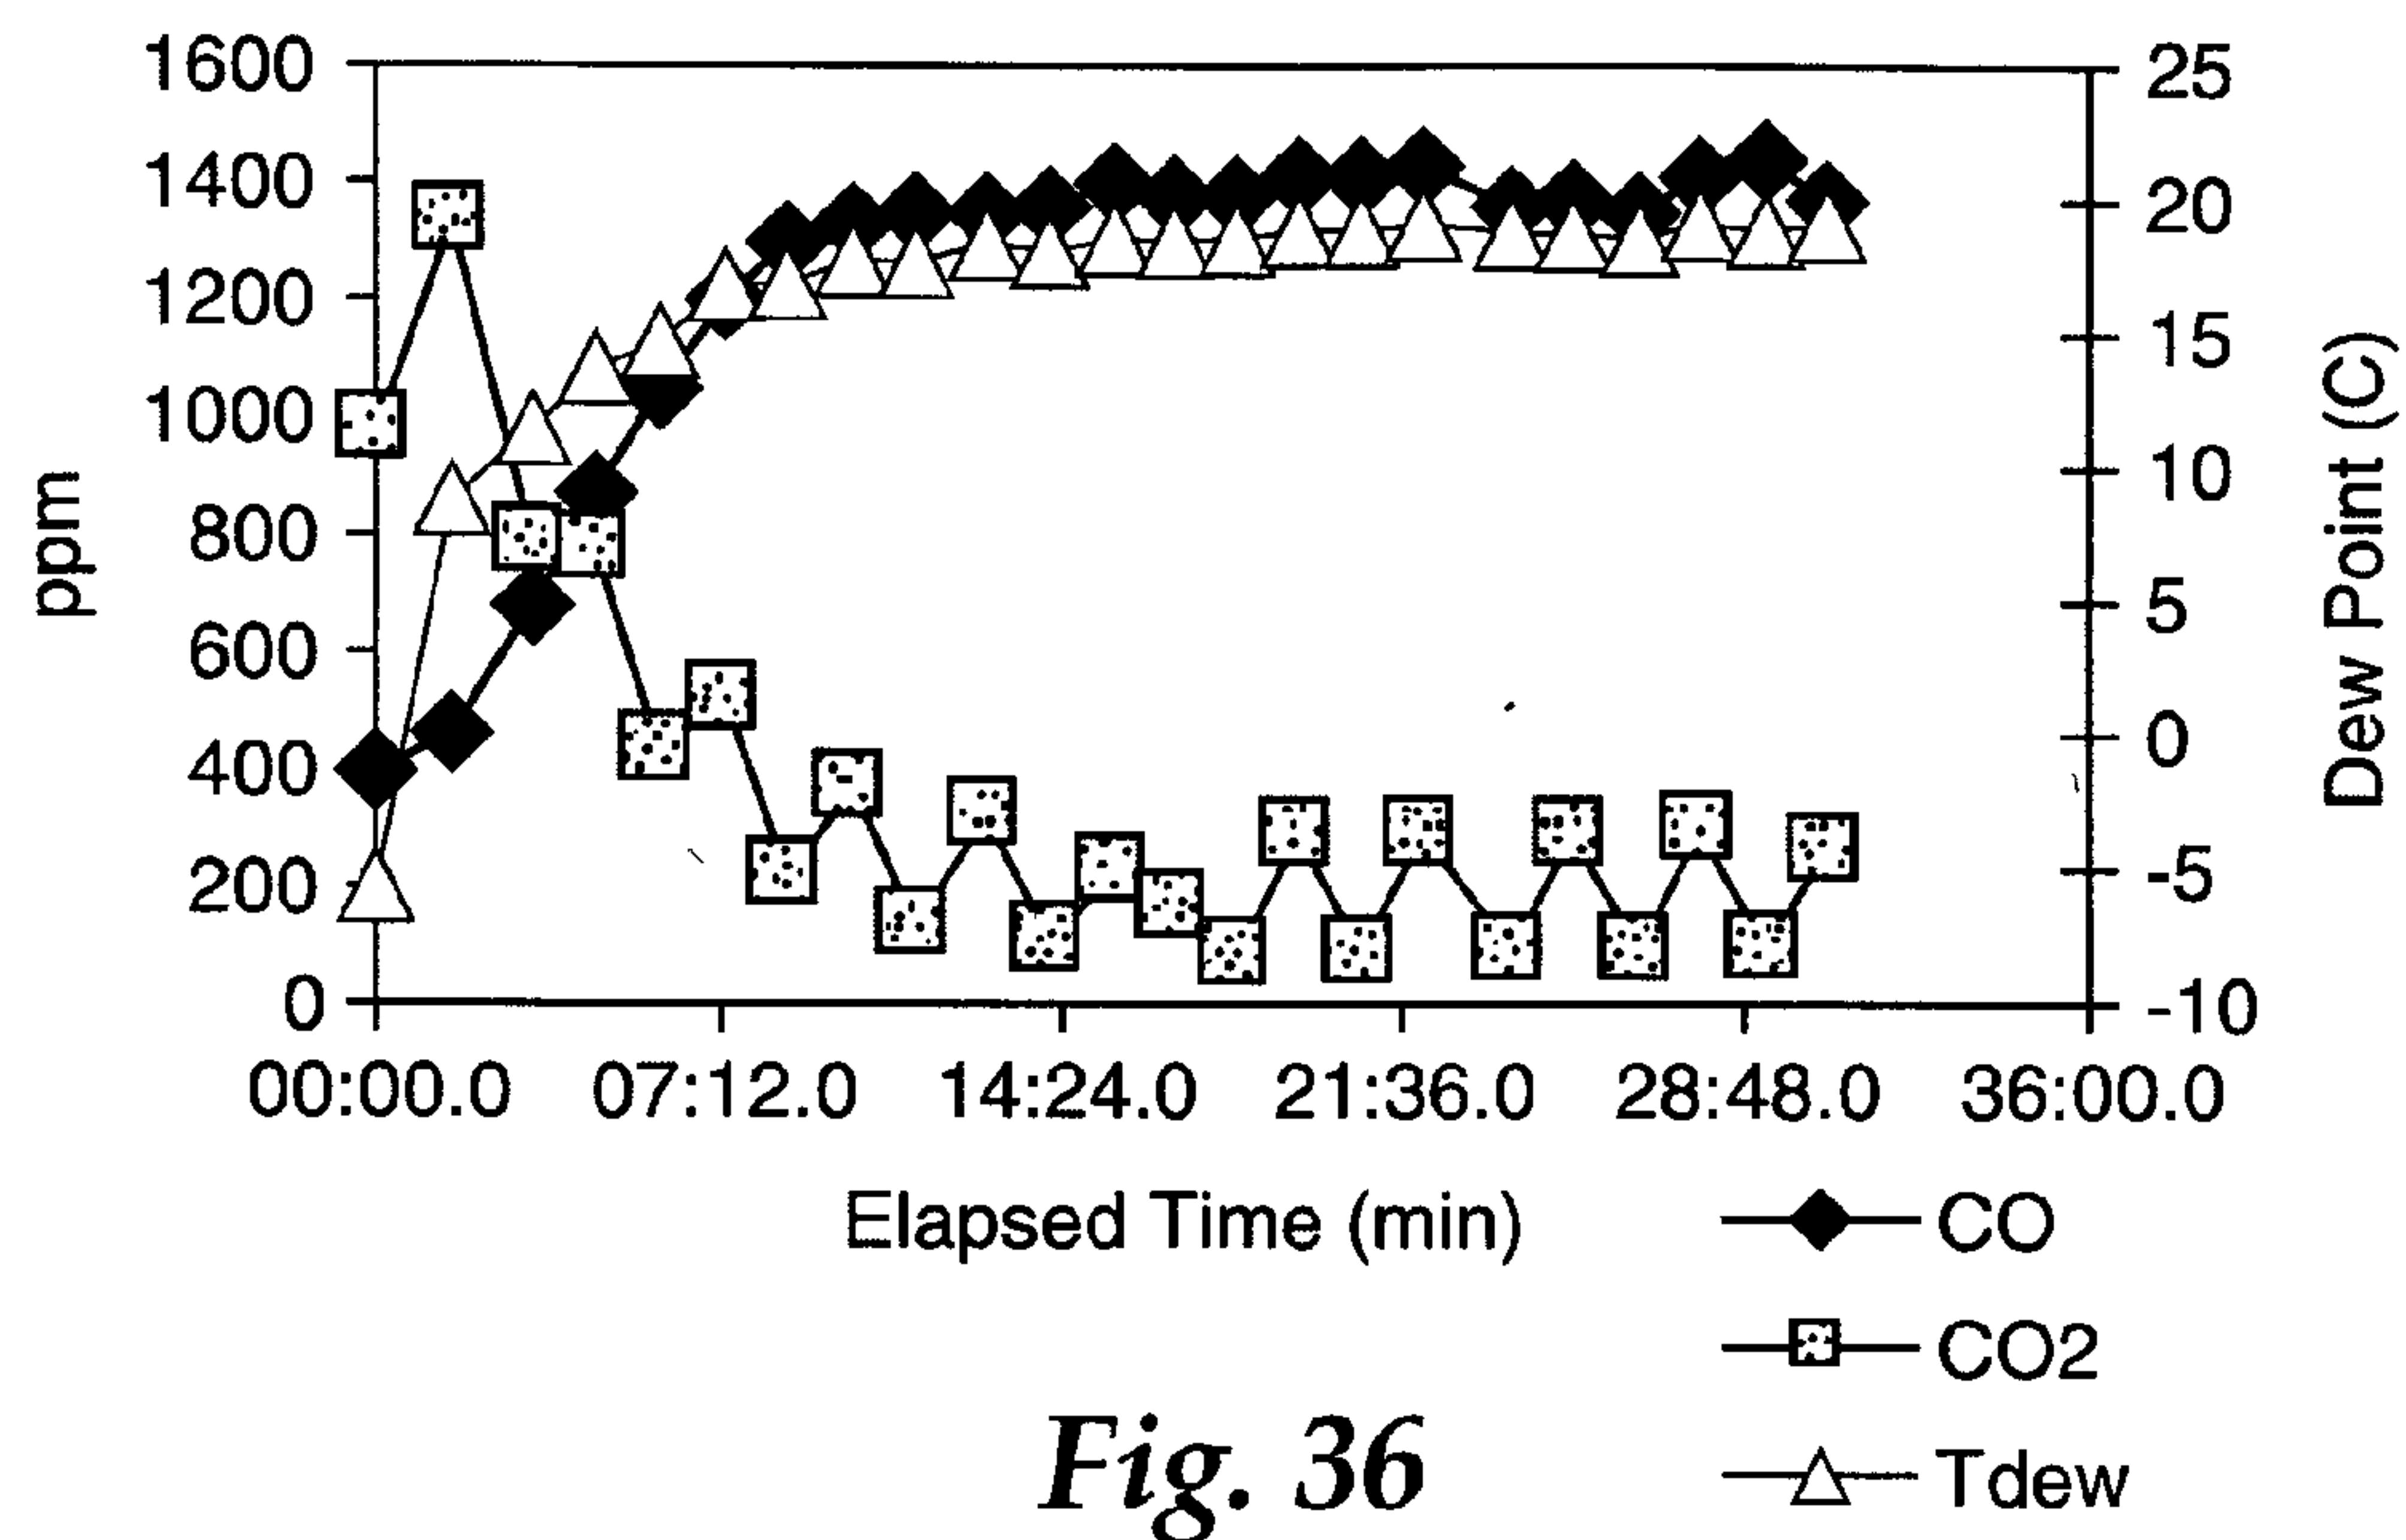 1600
1400
1200
1000
800
600
400
200
0
ppm
25
20
15
10
5
0
-5
-10
Dew Point (C)
00:00.0 07:12.0 14:24.0 21:36.0 28:48.0 36:00.0
Elapsed Time (min)
CO
CO2
Tdew
Fig. 36